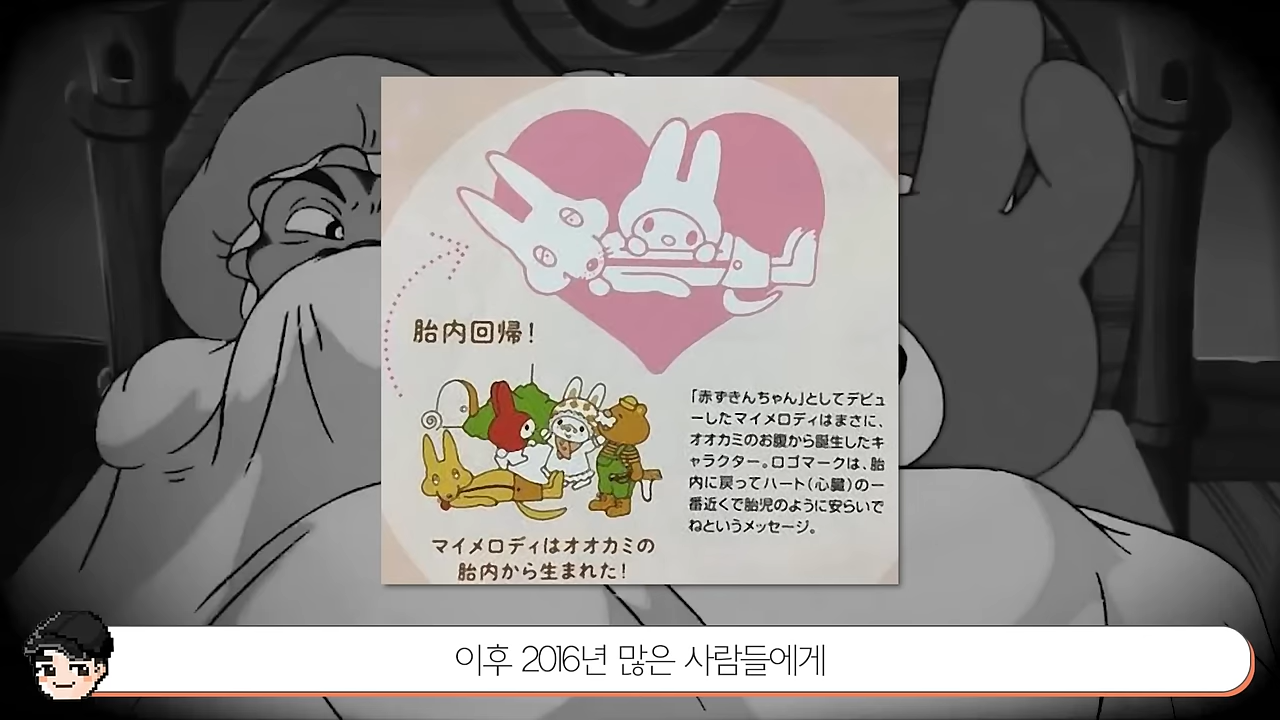 胎内回帰!
「赤ずきんちゃん」としてデビュ
ーしたマイメロディはまさに、
オオカミのお腹から誕生したキ
ャラクター。ロゴマークは、胎
内に戻ってハート(心臓)の一
番近くで胎児のように安らいで
ねというメッセージ。
マイメロディはオオカミの
胎内から生まれた!
이후 2016년 많은 사람들에게